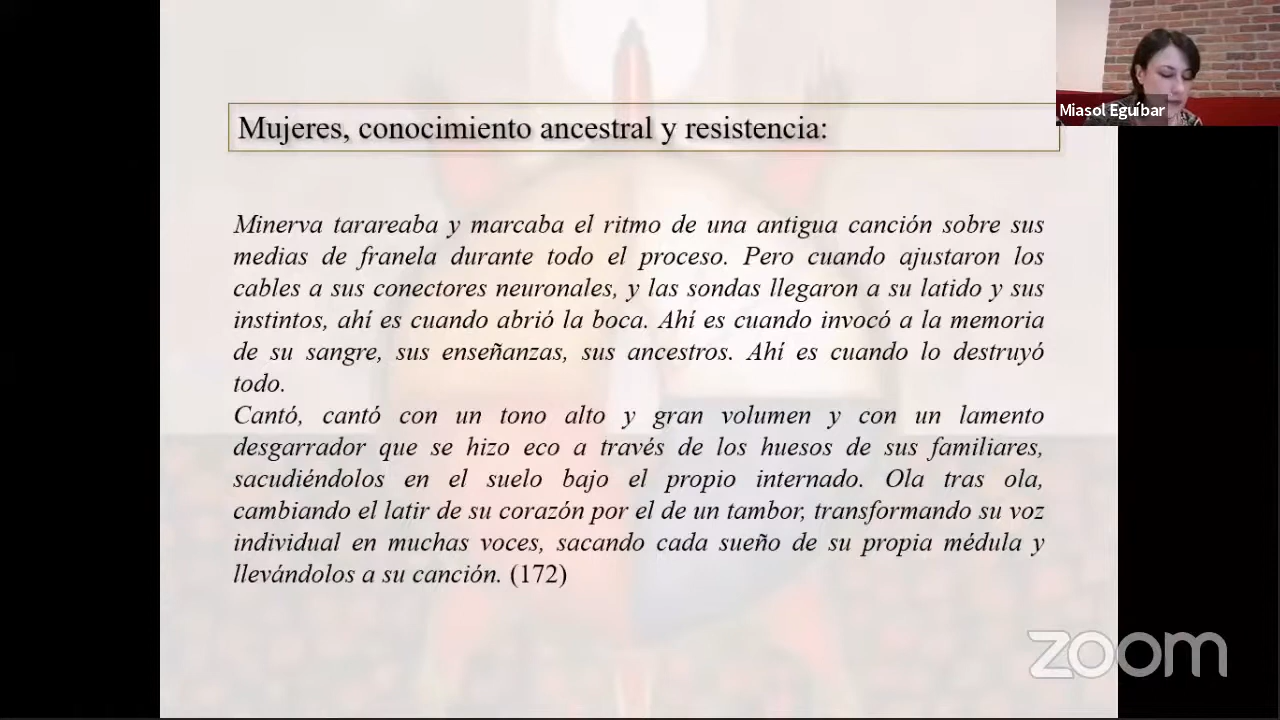 Mujeres, conocimiento ancestral y resistencia:
Miasol Eguíbar
Minerva tarareaba y marcaba el ritmo de una antigua canción sobre sus
medias de franela durante todo el proceso. Pero cuando ajustaron los
cables a sus conectores neuronales, y las sondas llegaron a su latido y sus
instintos, ahí es cuando abrió la boca. Ahí es cuando invocó a la memoria
de su sangre, sus enseñanzas, sus ancestros. Ahí es cuando lo destruyó
todo.
Cantó, cantó con un tono alto y gran volumen y con un lamento
desgarrador que se hizo eco a través de los huesos de sus familiares,
sacudiéndolos en el suelo bajo el propio internado. Ola tras ola,
cambiando el latir de su corazón por el de un tambor, transformando su voz
individual en muchas voces, sacando cada sueño de su propia médula y
llevándolos a su canción. (172)
zoom